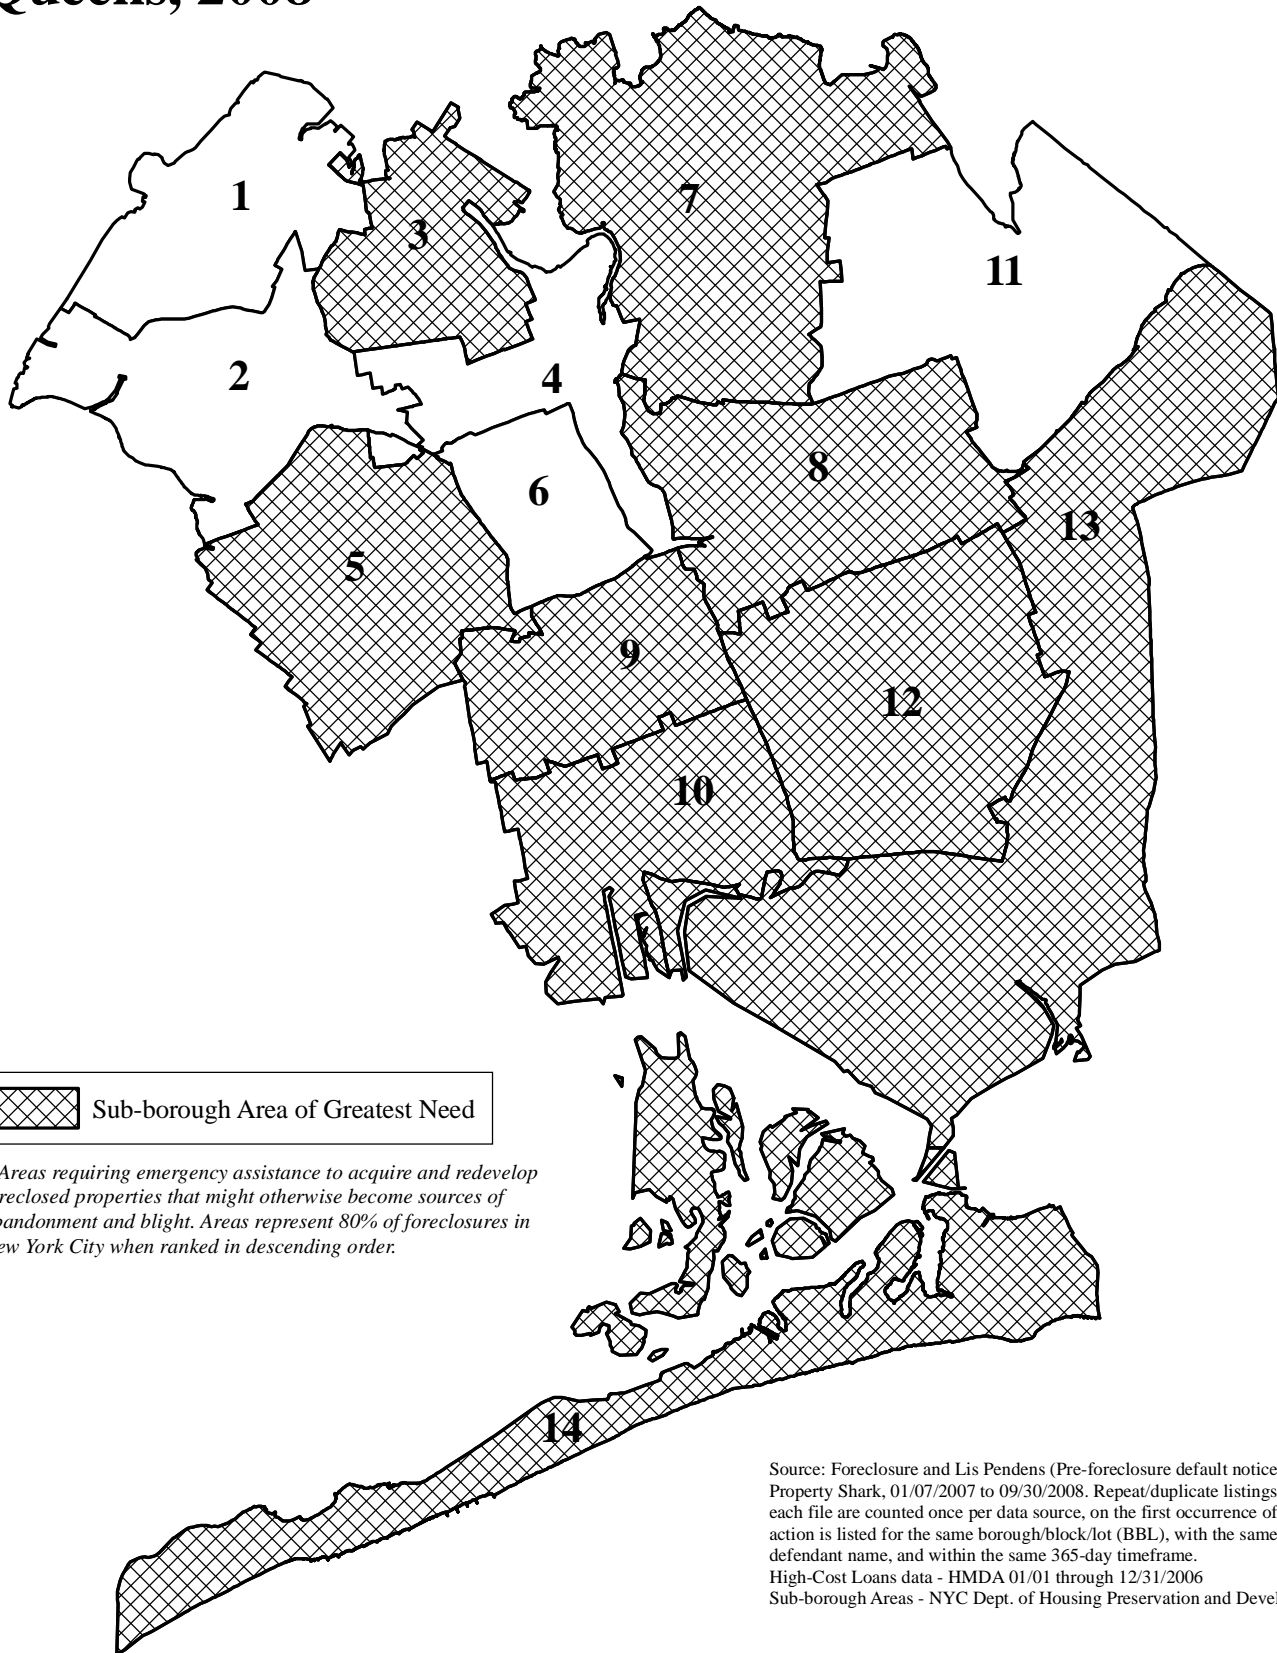 Queens, 2008
1
3
7
11
2
4
8
6
13
5
9
12
10
Sub-borough Area of Greatest Need
Areas requiring emergency assistance to acquire and redevelop
reclosed properties that might otherwise become sources of
bandonment and blight. Areas represent 80% of foreclosures in
ew York City when ranked in descending order.
14
Source: Foreclosure and Lis Pendens (Pre-foreclosure default notice
Property Shark, 01/07/2007 to 09/30/2008. Repeat/duplicate listings
each file are counted once per data source, on the first occurrence of
action is listed for the same borough/block/lot (BBL), with the same
defendant name, and within the same 365-day timeframe.
High-Cost Loans data - HMDA 01/01 through 12/31/2006
Sub-borough Areas - NYC Dept. of Housing Preservation and Devel